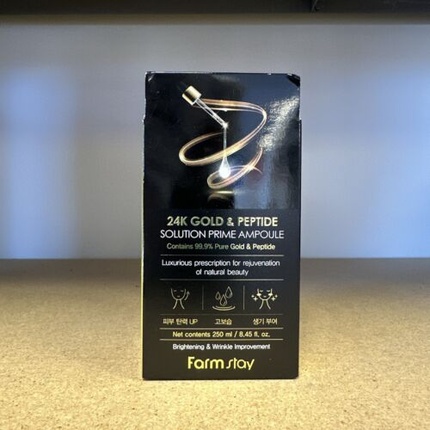 24K GOLD & PEPTIDE
SOLUTION PRIME AMPOULE
Contains 99.9% Pure Gold & Peptide
Luxurious prescription for rejuvenation
of natural beauty
피부 탄력 UP 고보습 생기 부여
Net contents 250 ml / 8.45 fl. oz.
Brightening & Wrinkle Improvement
Farmstay